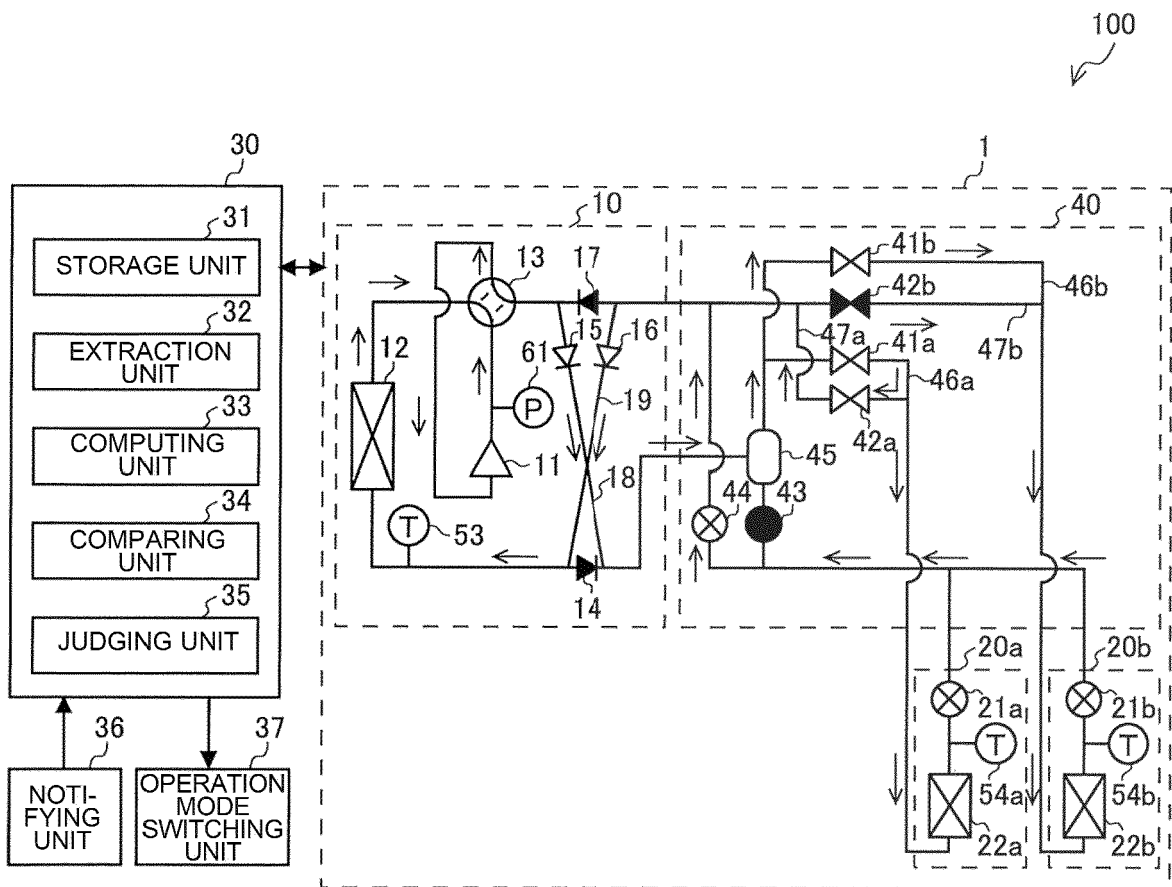 100
30
1
31
10
40
STORAGE UNIT
13
17
41b
42b
46b
32
EXTRACTION
UNIT
12
61
15
16
47a
41a
47b
46a
P
33
COMPUTING
UNIT
19
42a
11
18
45
34
COMPARING
UNIT
T
53
44
43
35
14
JUDGING UNIT
20a
20b
21a
21b
36
37
T
T
NOTI-
FYING
UNIT
OPERATION
MODE
SWITCHING
UNIT
54a
54b
22a
22b